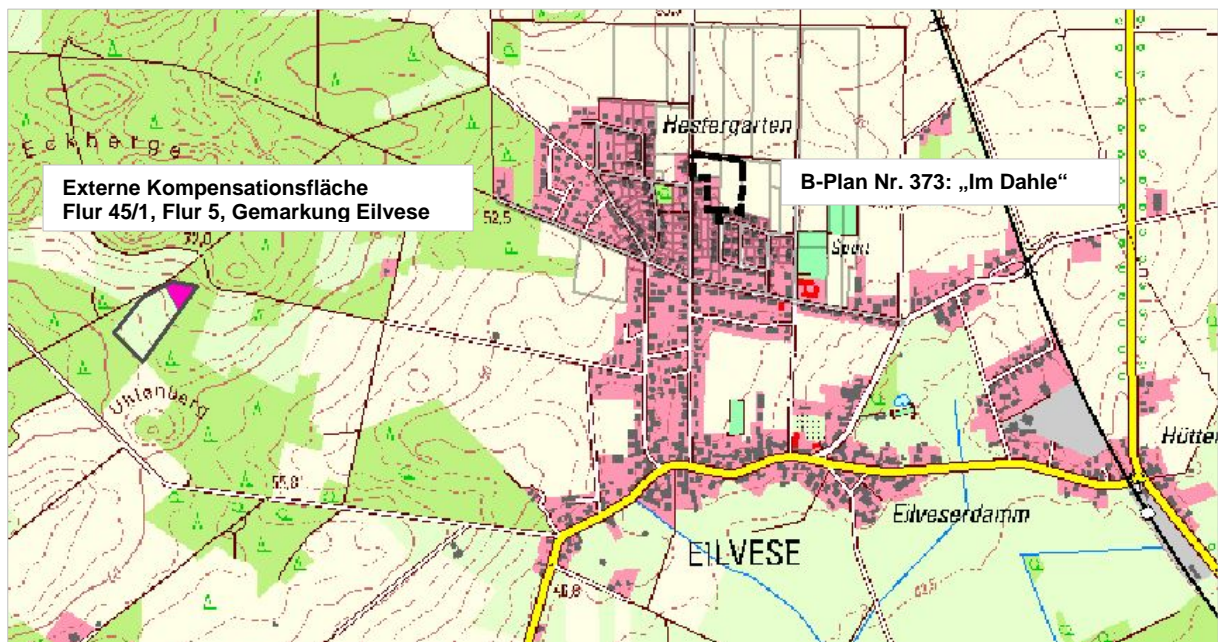 Hestergarten
Eckberge
Externe Kompensationsfläche
Flur 45/1, Flur 5, Gemarkung Eilvese
B-Plan Nr. 373: „Im Dahle“
52,5
Sport
Uhlenberg
55,8
Hütten
Eilveserdamm
EILVESE